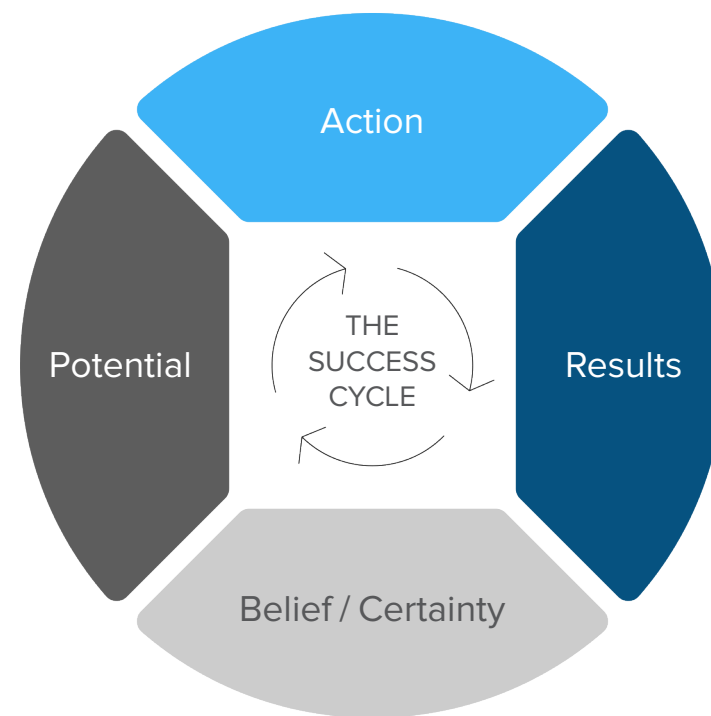 Action
Potential
THE
SUCCESS
CYCLE
Results
Belief / Certainty